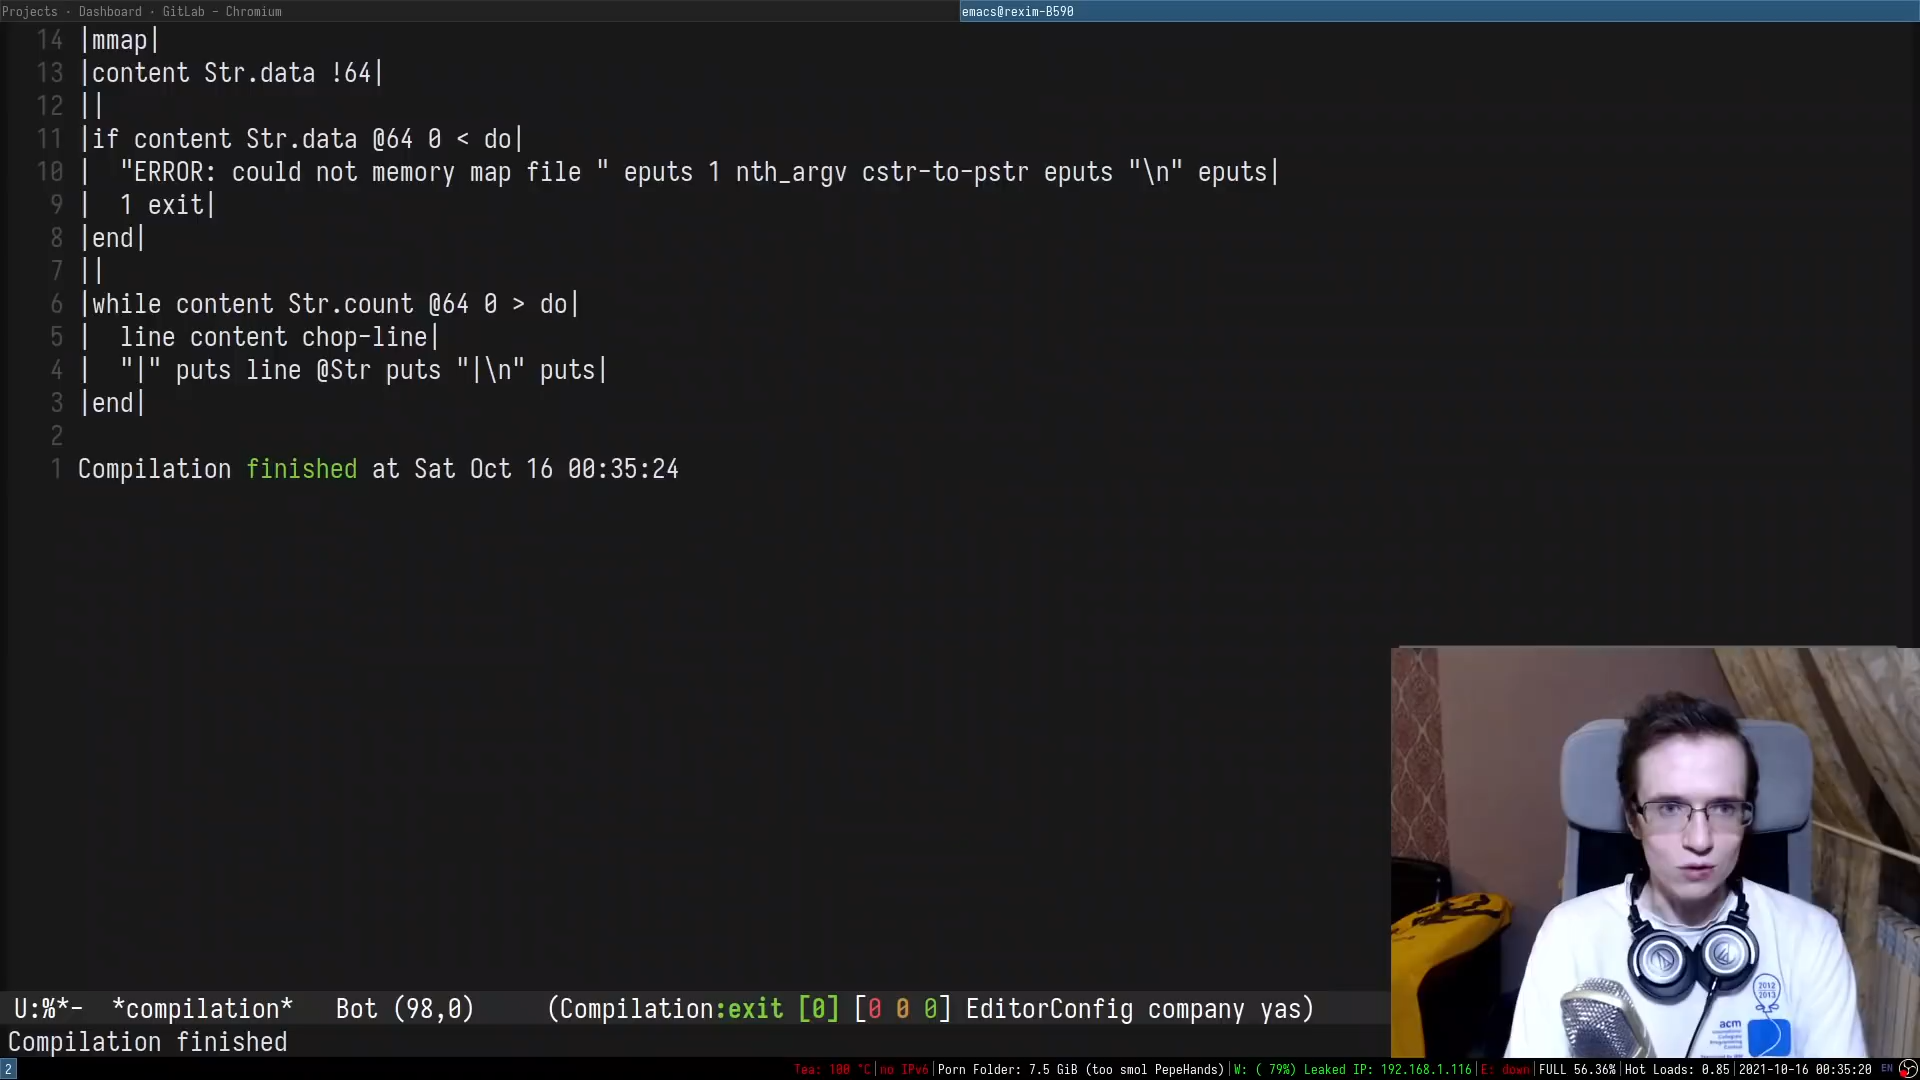 Projects · Dashboard · GitLab - Chromium
emacs@rexim-B590
14 |mmap|
13 |content Str.data !64|
12 ||
11 |if content Str.data @64 0 < do|
10 |  "ERROR: could not memory map file " eputs 1 nth_argv cstr-to-pstr eputs "\n" eputs|
9 |  1 exit|
8 |end|
7 ||
6 |while content Str.count @64 0 > do|
5 |  line content chop-line|
4 |  "|" puts line @Str puts "|\n" puts|
3 |end|
2
1 Compilation finished at Sat Oct 16 00:35:24
2012
2013
acm
U:%*-  *compilation*   Bot (98,0)     (Compilation:exit [0] [0 0 0] EditorConfig company yas)
Compilation finished
2
Tea: 100 °C|no IPv6|Porn Folder: 7.5 GiB (too smol PepeHands)|W: ( 79%) Leaked IP: 192.168.1.116|E: down|FULL 56.36%|Hot Loads: 0.85|2021-10-16 00:35:20 EN